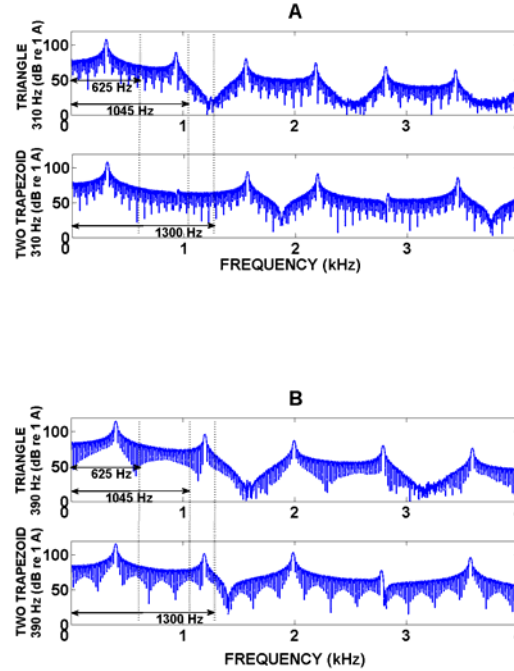 A
TRIANGLE
310 Hz (dB re 1 A)
100
50
0
625 Hz
1045 Hz
0 1 2 3
TWO TRAPEZOID
310 Hz (dB re 1 A)
100
50
0
1300 Hz
0 1 2 3
FREQUENCY (kHz)
B
TRIANGLE
390 Hz (dB re 1 A)
100
50
0
625 Hz
1045 Hz
0 1 2 3
TWO TRAPEZOID
390 Hz (dB re 1 A)
100
50
0
1300 Hz
0 1 2 3
FREQUENCY (kHz)